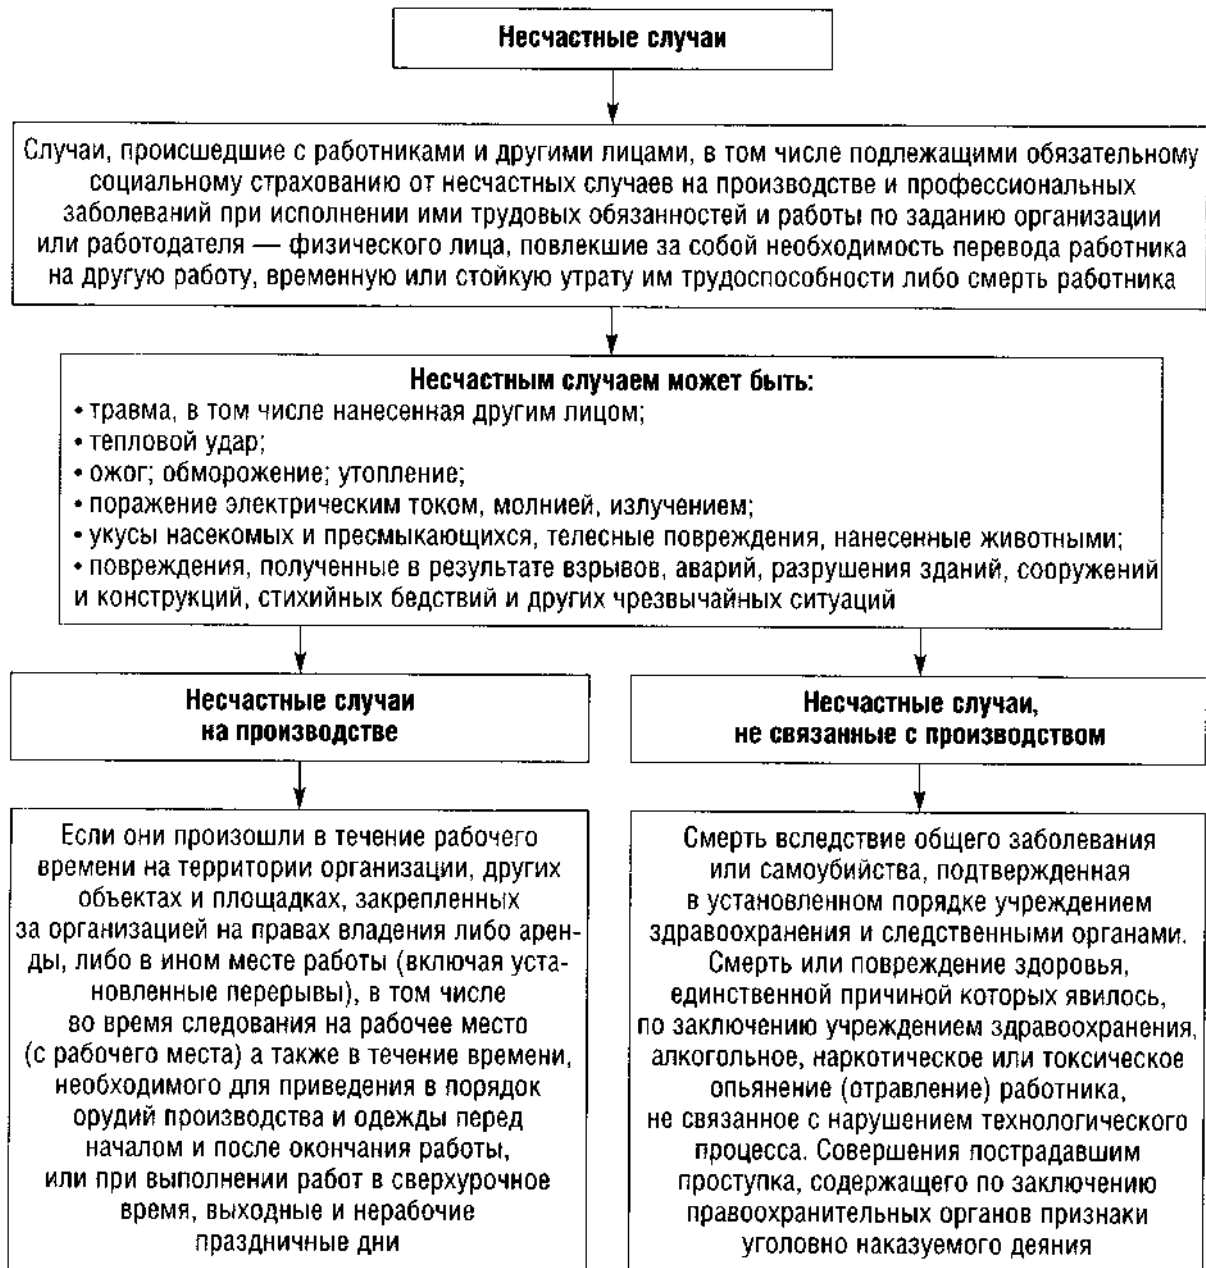 Несчастные случаи
Случаи, происшедшие с работниками и другими лицами, в том числе подлежащими обязательному
социальному страхованию от несчастных случаев на производстве и профессиональных
заболеваний при исполнении ими трудовых обязанностей и работы по заданию организации
или работодателя — физического лица, повлекшие за собой необходимость перевода работника
на другую работу, временную или стойкую утрату им трудоспособности либо смерть работника
Несчастным случаем может быть:
• травма, в том числе нанесенная другим лицом;
• тепловой удар;
• ожог; обморожение; утопление;
• поражение электрическим током, молнией, излучением;
• укусы насекомых и пресмыкающихся, телесные повреждения, нанесенные животными;
• повреждения, полученные в результате взрывов, аварий, разрушения зданий, сооружений
и конструкций, стихийных бедствий и других чрезвычайных ситуаций
Несчастные случаи
на производстве
Если они произошли в течение рабочего
времени на территории организации, других
объектах и площадках, закрепленных
за организацией на правах владения либо арен-
ды, либо в ином месте работы (включая уста-
новленные перерывы), в том числе
во время следования на рабочее место
(с рабочего места) а также в течение времени,
необходимого для приведения в порядок
орудий производства и одежды перед
началом и после окончания работы,
или при выполнении работ в сверхурочное
время, выходные и нерабочие
праздничные дни
Несчастные случаи,
не связанные с производством
Смерть вследствие общего заболевания
или самоубийства, подтвержденная
в установленном порядке учреждением
здравоохранения и следственными органами.
Смерть или повреждение здоровья,
единственной причиной которых явилось,
по заключению учреждением здравоохранения,
алкогольное, наркотическое или токсическое
опьянение (отравление) работника,
не связанное с нарушением технологического
процесса. Совершения пострадавшим
проступка, содержащего по заключению
правоохранительных органов признаки
уголовно наказуемого деяния